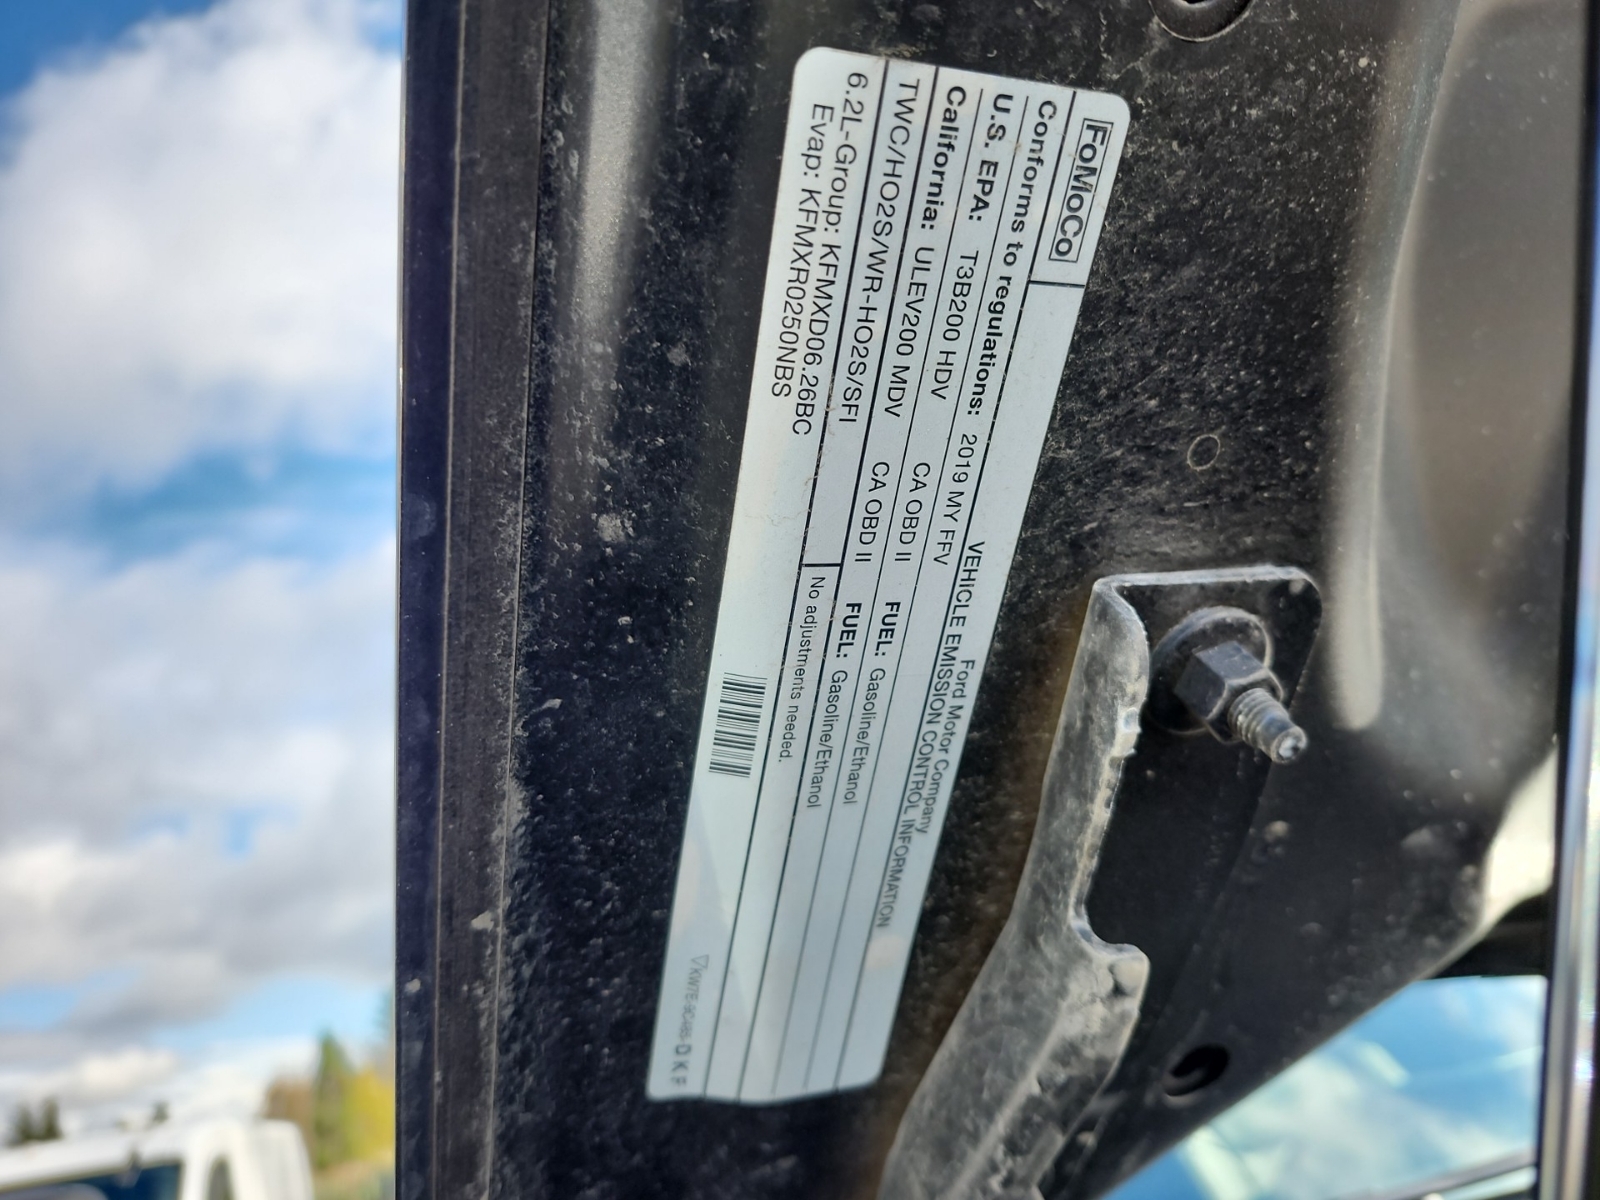 FoMoCo
Ford Motor Company
VEHICLE EMISSION CONTROL INFORMATION
Conforms to regulations: 2019 MY FFV
U.S. EPA: T3B200 HDV CA OBD II FUEL: Gasoline/Ethanol
California: ULEV200 MDV CA OBD II FUEL: Gasoline/Ethanol
TWC/HO2S/WR-HO2S/SFI
No adjustments needed.
6.2L-Group: KFMXD06.26BC
Evap: KFMXR0250NBS
DKF